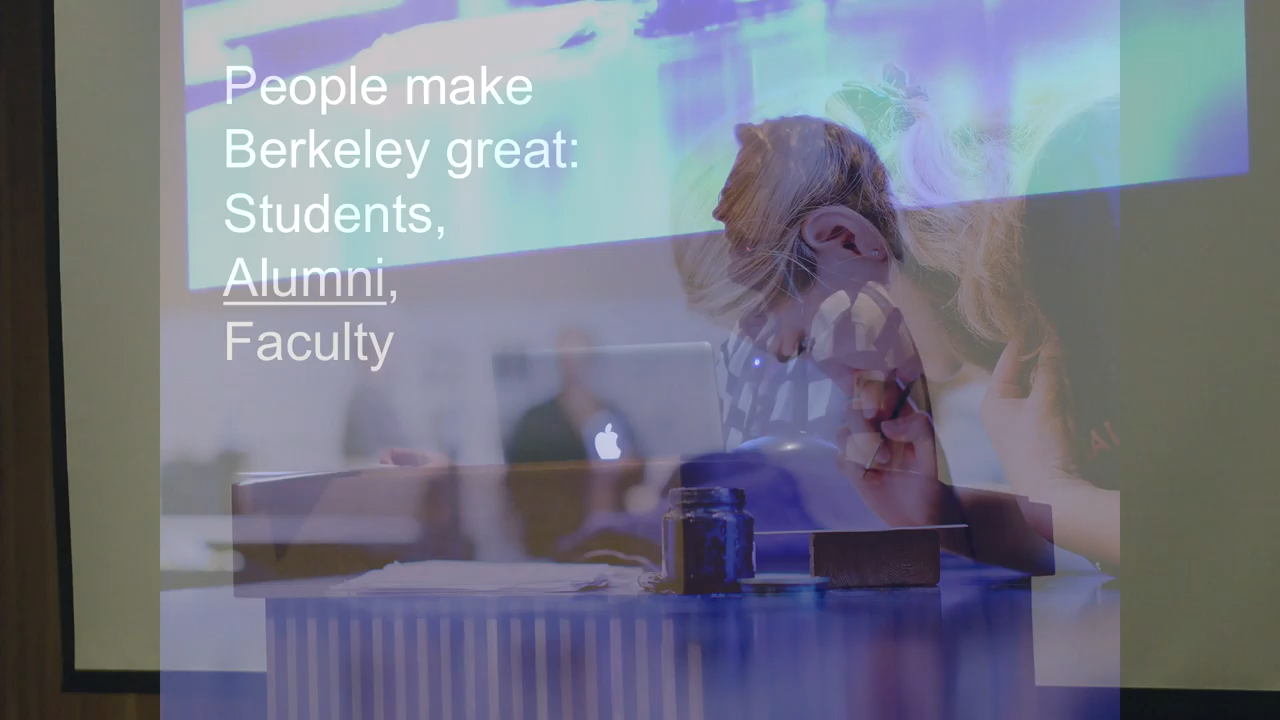 People make
Berkeley great:
Students,
Alumni,
Faculty